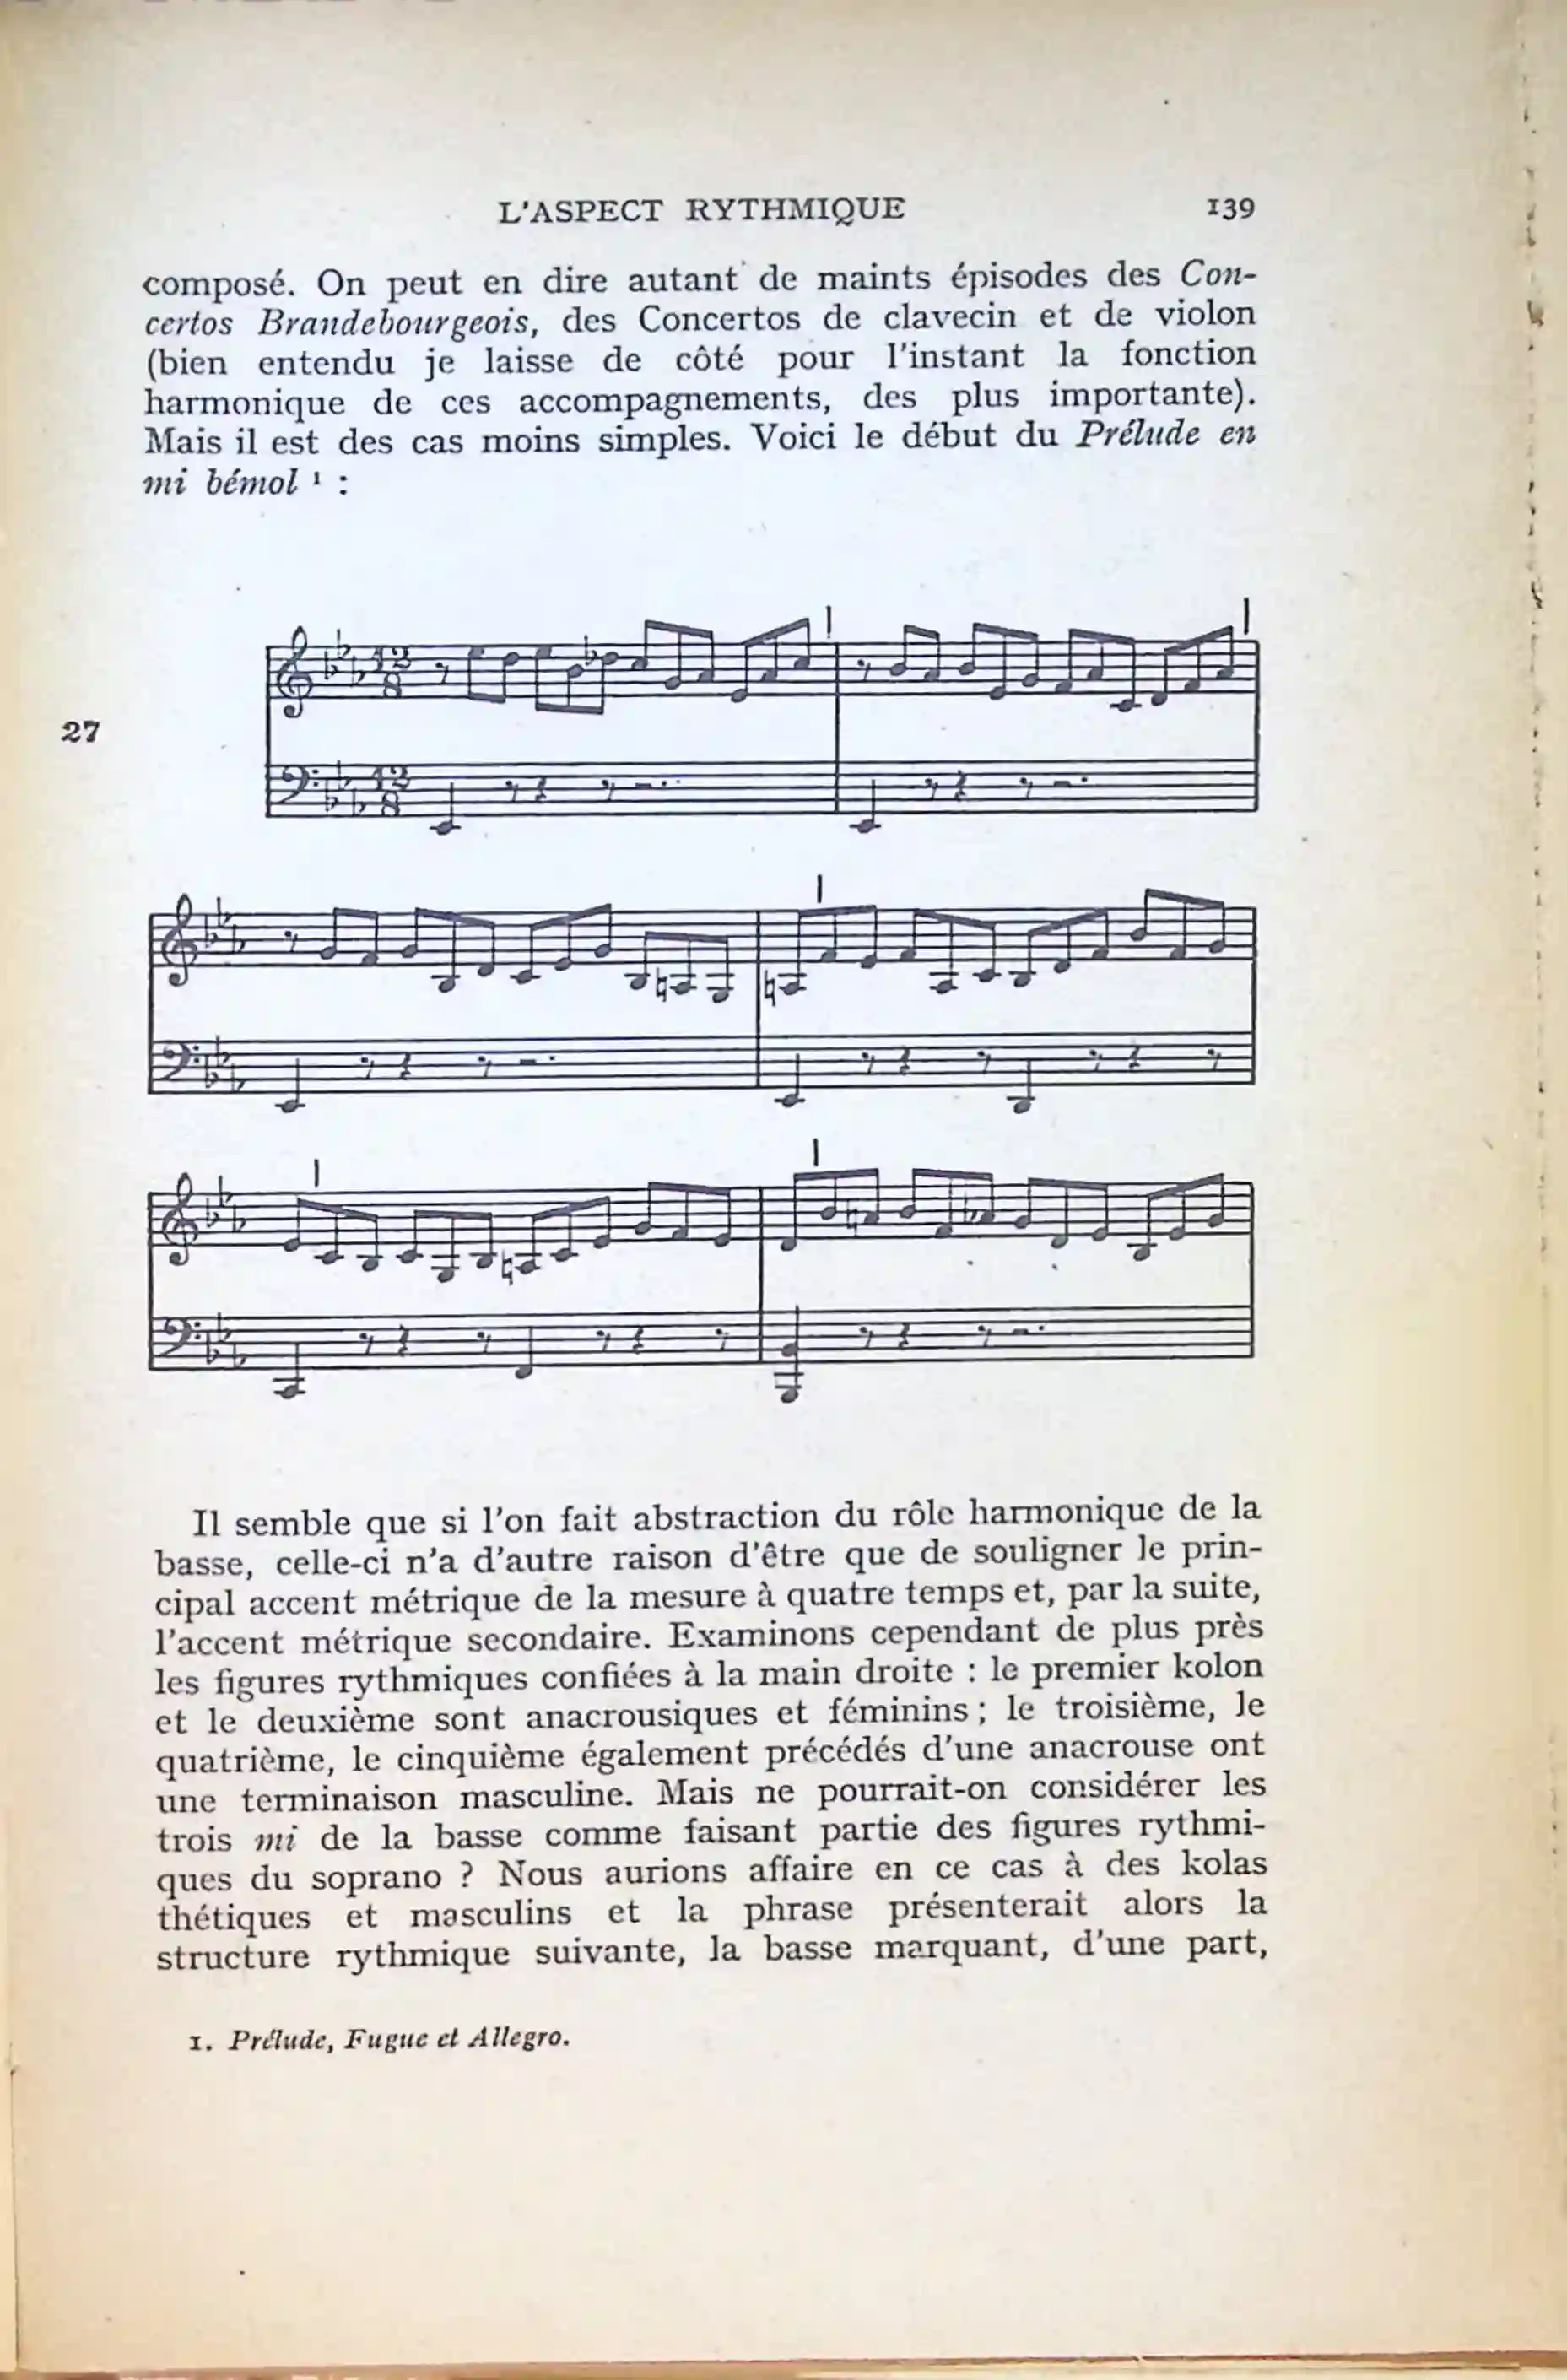 L'ASPECT RYTHMIQUE 139
composé. On peut en dire autant de maints épisodes des Con-
certos Brandebourgeois, des Concertos de clavecin et de violon
(bien entendu je laisse de côté pour l'instant la fonction
harmonique de ces accompagnements, des plus importante).
Mais il est des cas moins simples. Voici le début du Prélude en
mi bémol ¹ :
12
8
12
8
27
Il semble que si l'on fait abstraction du rôle harmonique de la
basse, celle-ci n'a d'autre raison d'être que de souligner le prin-
cipal accent métrique de la mesure à quatre temps et, par la suite,
l'accent métrique secondaire. Examinons cependant de plus près
les figures rythmiques confiées à la main droite : le premier kolon
et le deuxième sont anacrousiques et féminins ; le troisième, le
quatrième, le cinquième également précédés d'une anacrouse ont
une terminaison masculine. Mais ne pourrait-on considérer les
trois mi de la basse comme faisant partie des figures rythmi-
ques du soprano ? Nous aurions affaire en ce cas à des kolas
thétiques et masculins et la phrase présenterait alors la
structure rythmique suivante, la basse marquant, d'une part,
1. Prélude, Fugue et Allegro.